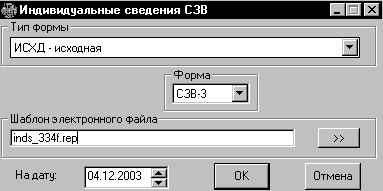 Индивидуальные сведения СЗВ
Тип формы
ИСХД - исходная
Форма
СЗВ-3
Шаблон электронного файла
inds_334f.rep
>>
На дату:
04.12.2003
OK
Отмена